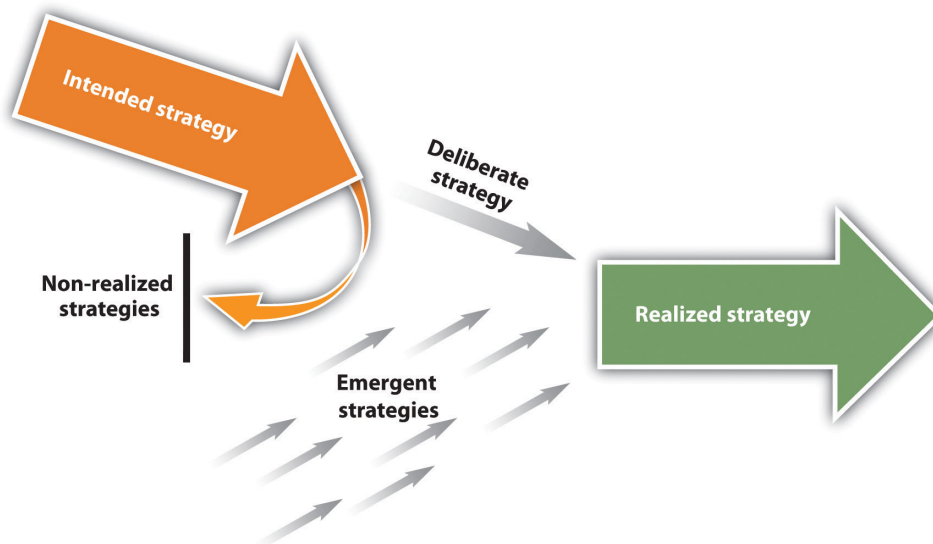 Intended strategy
Deliberate
strategy
Non-realized
strategies
Realized strategy
Emergent
strategies